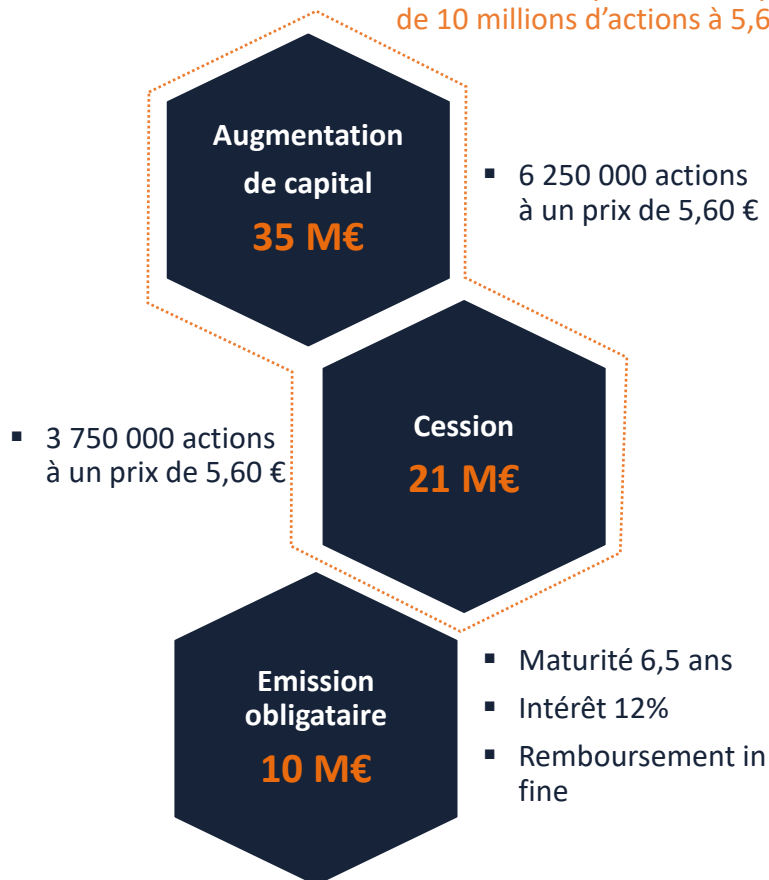 de 10 millions d'actions à 5,6
Augmentation
de capital
35 M€
▪ 6 250 000 actions
à un prix de 5,60 €
▪ 3 750 000 actions
à un prix de 5,60 €
Cession
21 M€
Emission
obligataire
10 M€
▪ Maturité 6,5 ans
▪ Intérêt 12%
▪ Remboursement in
fine